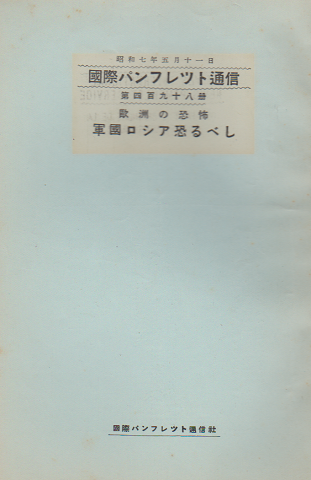 昭和七年五月十一日
國際パンフレツト通信
第四百九十八册
歐洲の恐怖
軍國ロシア恐るべし
國際パンフレツト通信社